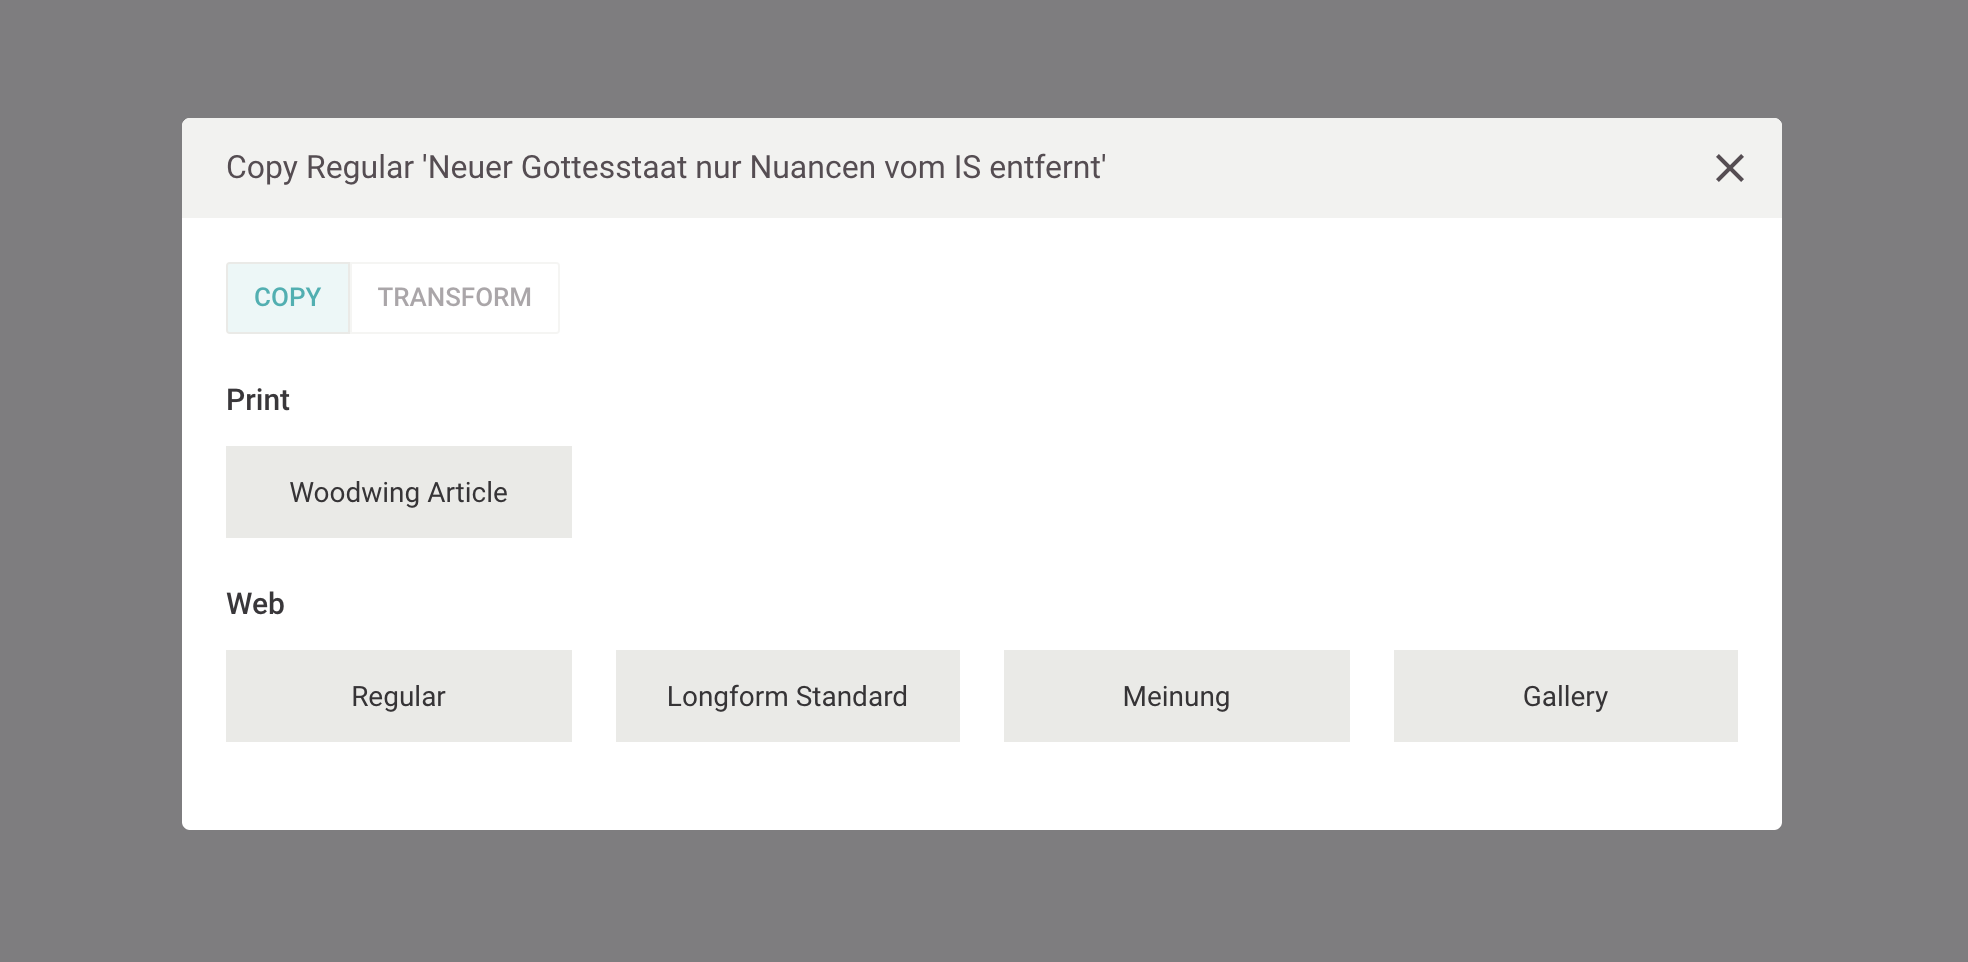 Copy Regular 'Neuer Gottesstaat nur Nuancen vom IS entfernt'
COPY TRANSFORM
Print
Woodwing Article
Web
Regular Longform Standard Meinung Gallery